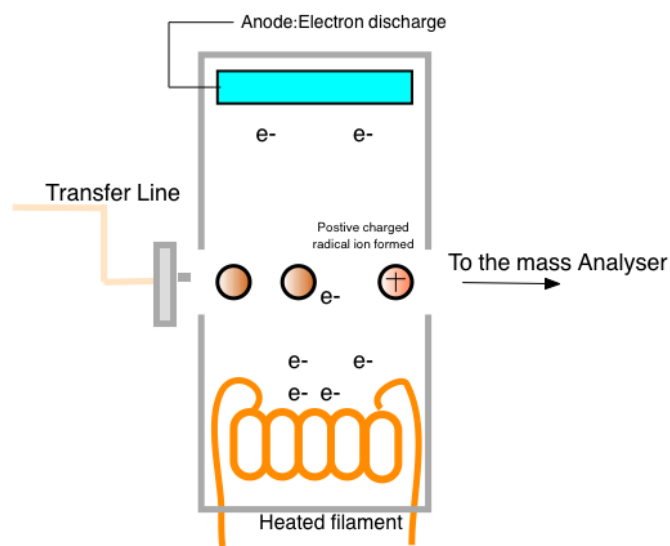 Anode:Electron discharge
e- e-
Transfer Line
Postive charged
radical ion formed
To the mass Analyser
+
e-
e- e-
e- e-
Heated filament